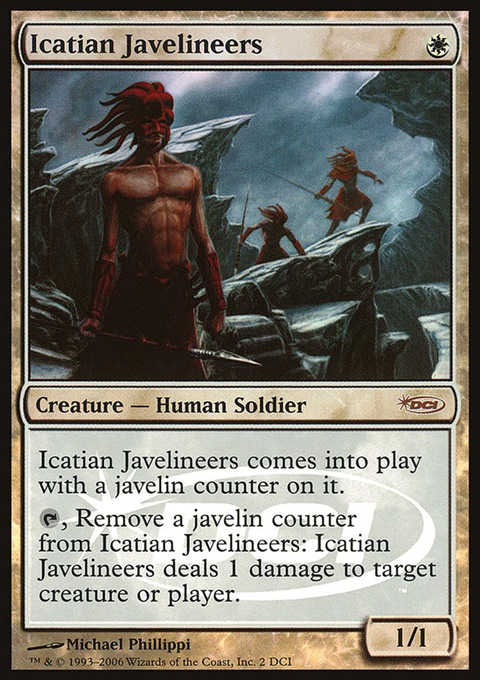 Icatian Javelineers
Creature — Human Soldier
DCI
Icatian Javelineers comes into play
with a javelin counter on it.
, Remove a javelin counter
from Icatian Javelineers: Icatian
Javelineers deals 1 damage to target
creature or player.
DCI
™
Michael Phillippi
1/1
™ & © 1993–2006 Wizards of the Coast, Inc. 2 DCI